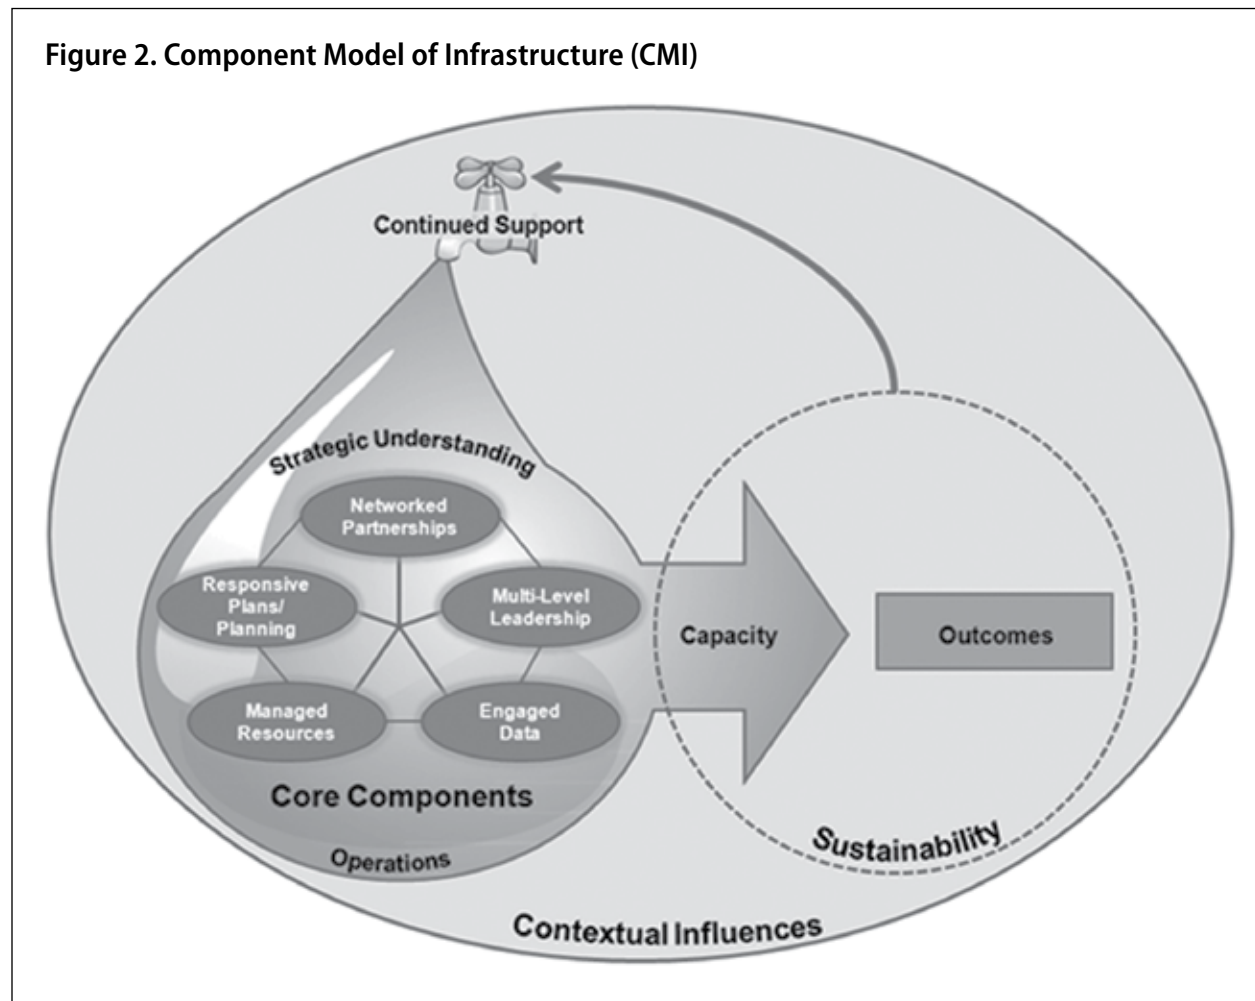 Figure 2. Component Model of Infrastructure (CMI)
Continued Support
Strategic Understanding
Networked
Partnerships
Responsive
Plans/
Planning
Multi-Level
Leadership
Managed
Resources
Engaged
Data
Core Components
Operations
Capacity
Outcomes
Sustainability
Contextual Influences